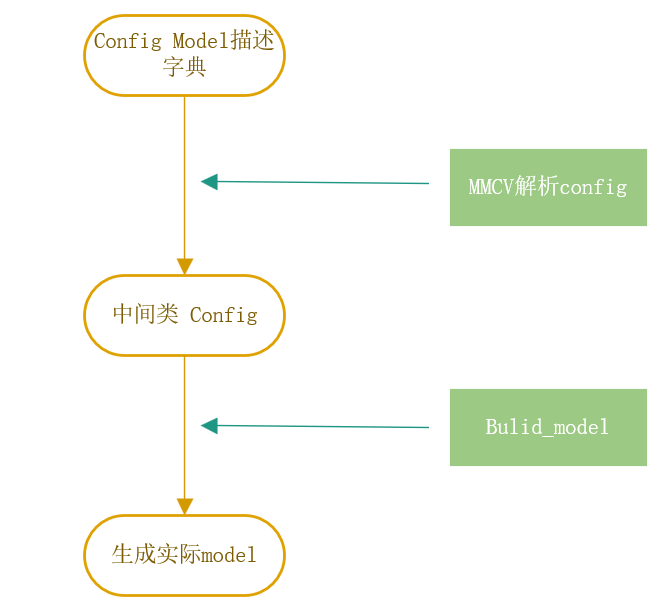 Config Model描述
字典
MMCV解析config
中间类 Config
Bulid_model
生成实际model